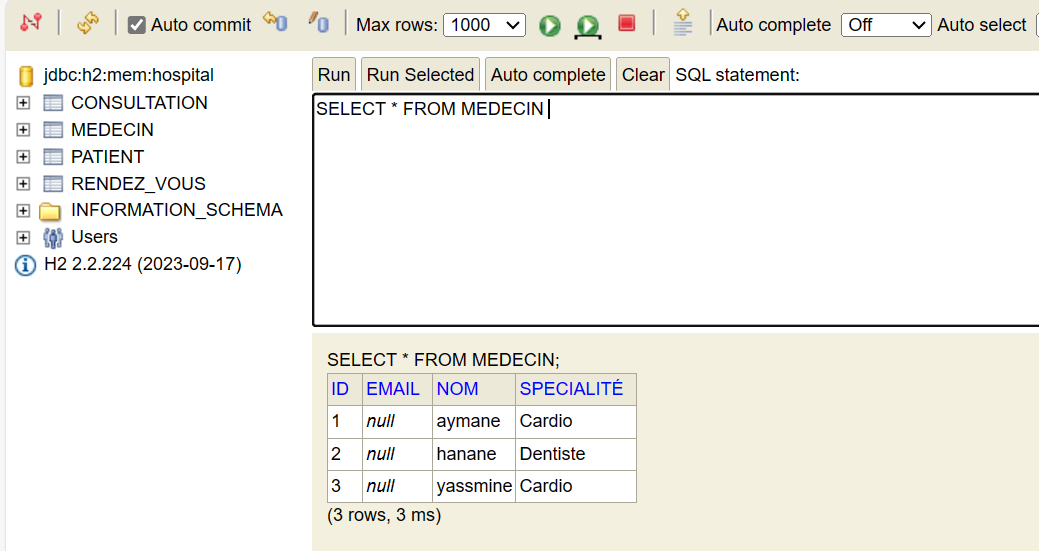 Auto commit Max rows: 1000 Auto complete Off Auto select
jdbc:h2:mem:hospital
CONSULTATION
MEDECIN
PATIENT
RENDEZ_VOUS
INFORMATION_SCHEMA
Users
H2 2.2.224 (2023-09-17)
Run Run Selected Auto complete Clear SQL statement:
SELECT * FROM MEDECIN
SELECT * FROM MEDECIN;
ID EMAIL NOM SPECIALITÉ
1 null aymane Cardio
2 null hanane Dentiste
3 null yassmine Cardio
(3 rows, 3 ms)